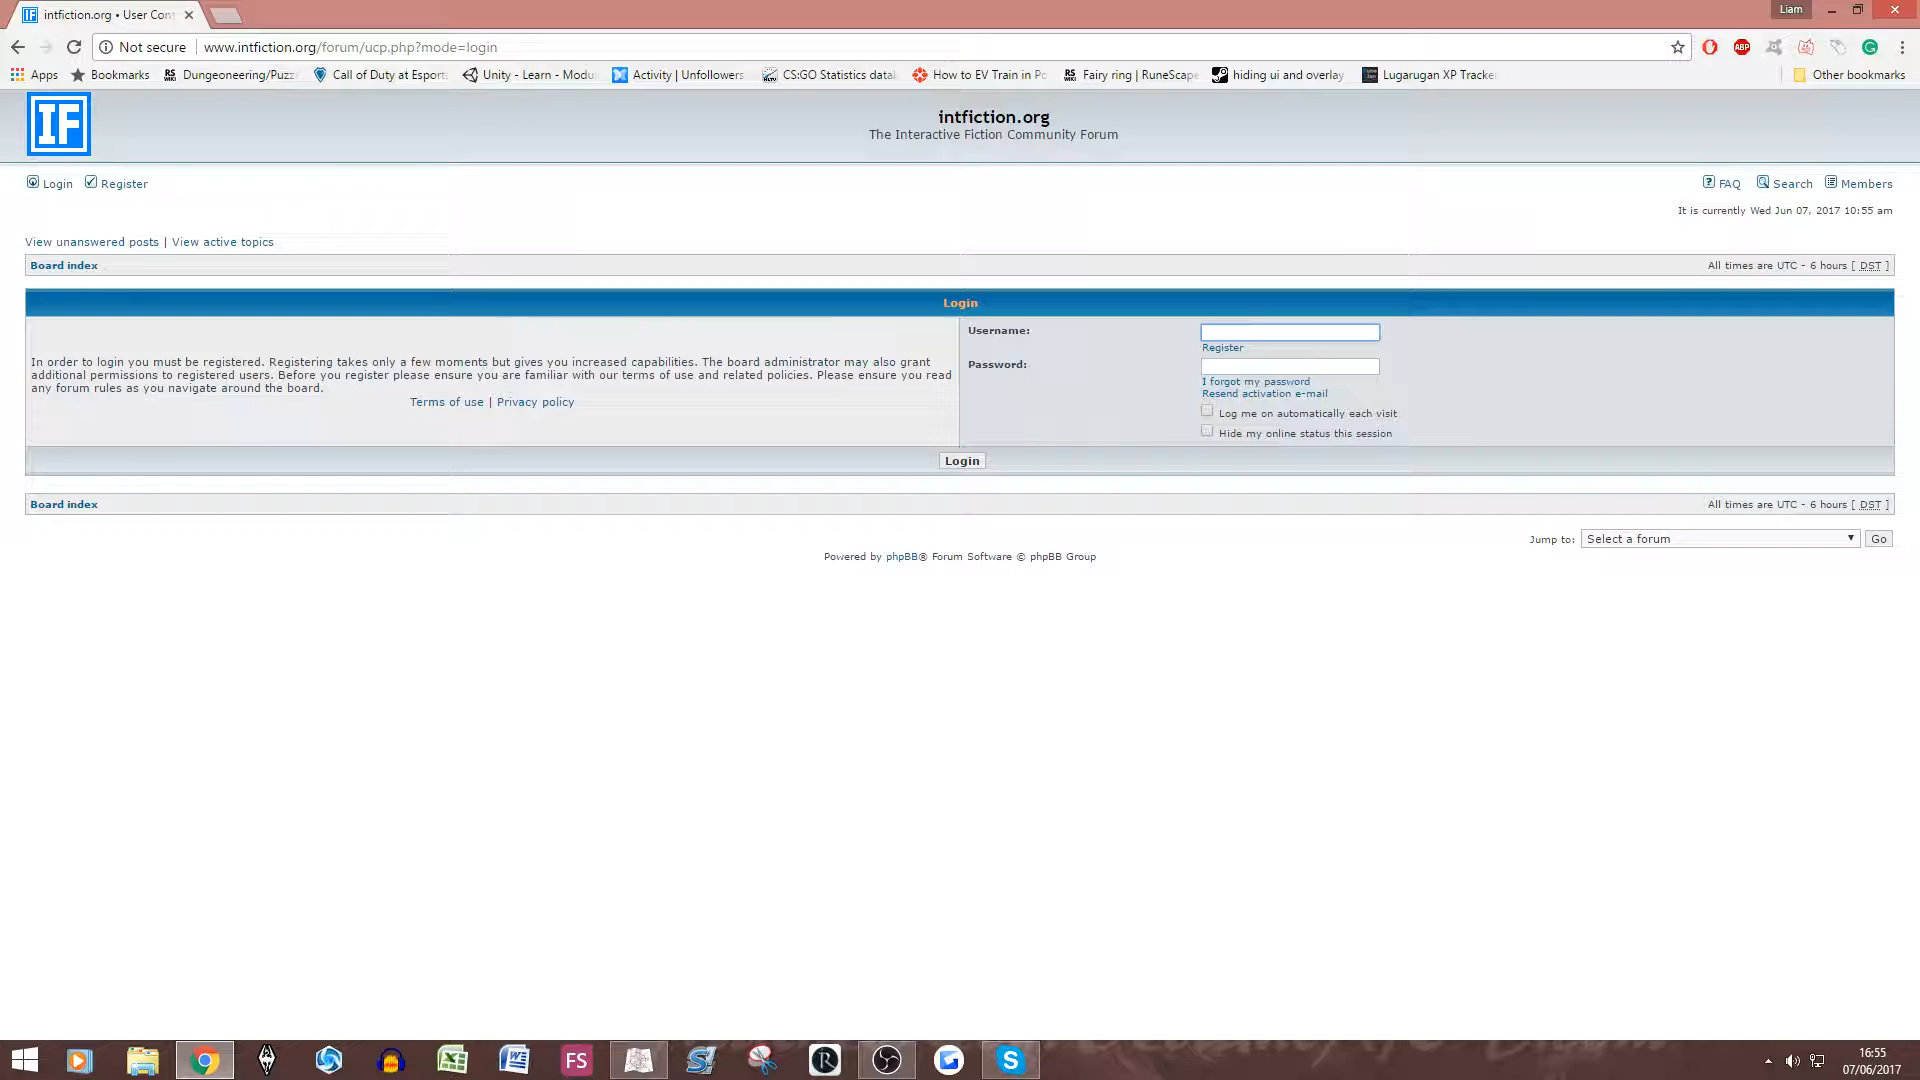 intfiction.org • User Con
Liam
Not secure
www.intfiction.org/forum/ucp.php?mode=login
ABP
Apps
Bookmarks
RS WIKI Dungeoneering/Puzz
Call of Duty at Esport
Unity - Learn - Modu
Activity | Unfollowers
CS:GO Statistics datal
How to EV Train in Po
RS WIKI Fairy ring | RuneScape
hiding ui and overlay
Lugarugan XP Tracke
Other bookmarks
IF
intfiction.org
The Interactive Fiction Community Forum
Login
Register
FAQ
Search
Members
It is currently Wed Jun 07, 2017 10:55 am
View unanswered posts | View active topics
Board index
All times are UTC - 6 hours [ DST ]
Login
In order to login you must be registered. Registering takes only a few moments but gives you increased capabilities. The board administrator may also grant
additional permissions to registered users. Before you register please ensure you are familiar with our terms of use and related policies. Please ensure you read
any forum rules as you navigate around the board.
Terms of use | Privacy policy
Username:
Register
Password:
I forgot my password
Resend activation e-mail
Log me on automatically each visit
Hide my online status this session
Login
Board index
All times are UTC - 6 hours [ DST ]
Jump to:
Select a forum
Go
Powered by phpBB® Forum Software © phpBB Group
FS
16:55
07/06/2017